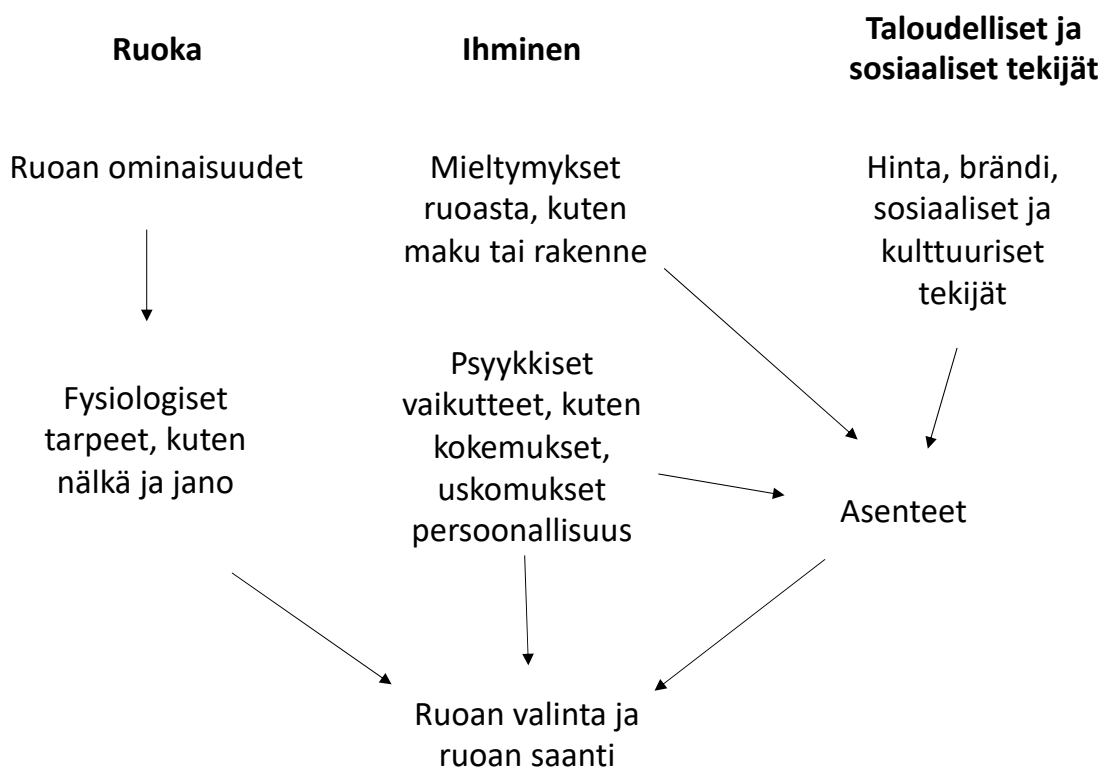 Ruoka
Ihminen
Taloudelliset ja
sosiaaliset tekijät
Ruoan ominaisuudet
Mieltymykset
ruoasta, kuten
maku tai rakenne
Hinta, brändi,
sosiaaliset ja
kulttuuriset
tekijät
Fysiologiset
tarpeet, kuten
nälkä ja jano
Psyykkiset
vaikutteet, kuten
kokemukset,
uskomukset
persoonallisuus
Asenteet
Ruoan valinta ja
ruoan saanti